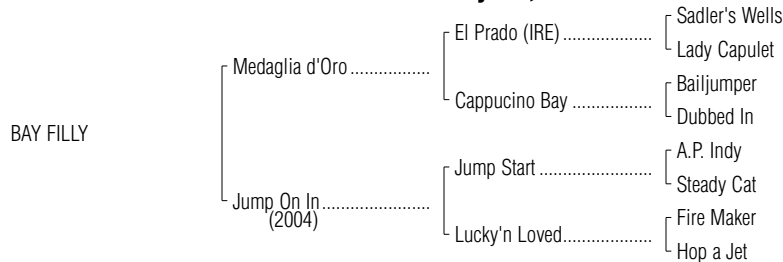 Sadler's Wells
El Prado (IRE) ..................
Lady Capulet
Medaglia d'Oro .................
Bailjumper
Cappucino Bay .................
Dubbed In
BAY FILLY
A.P. Indy
Jump Start ........................
Steady Cat
Jump On In .......................
(2004)
Fire Maker
Lucky'n Loved...................
Hop a Jet